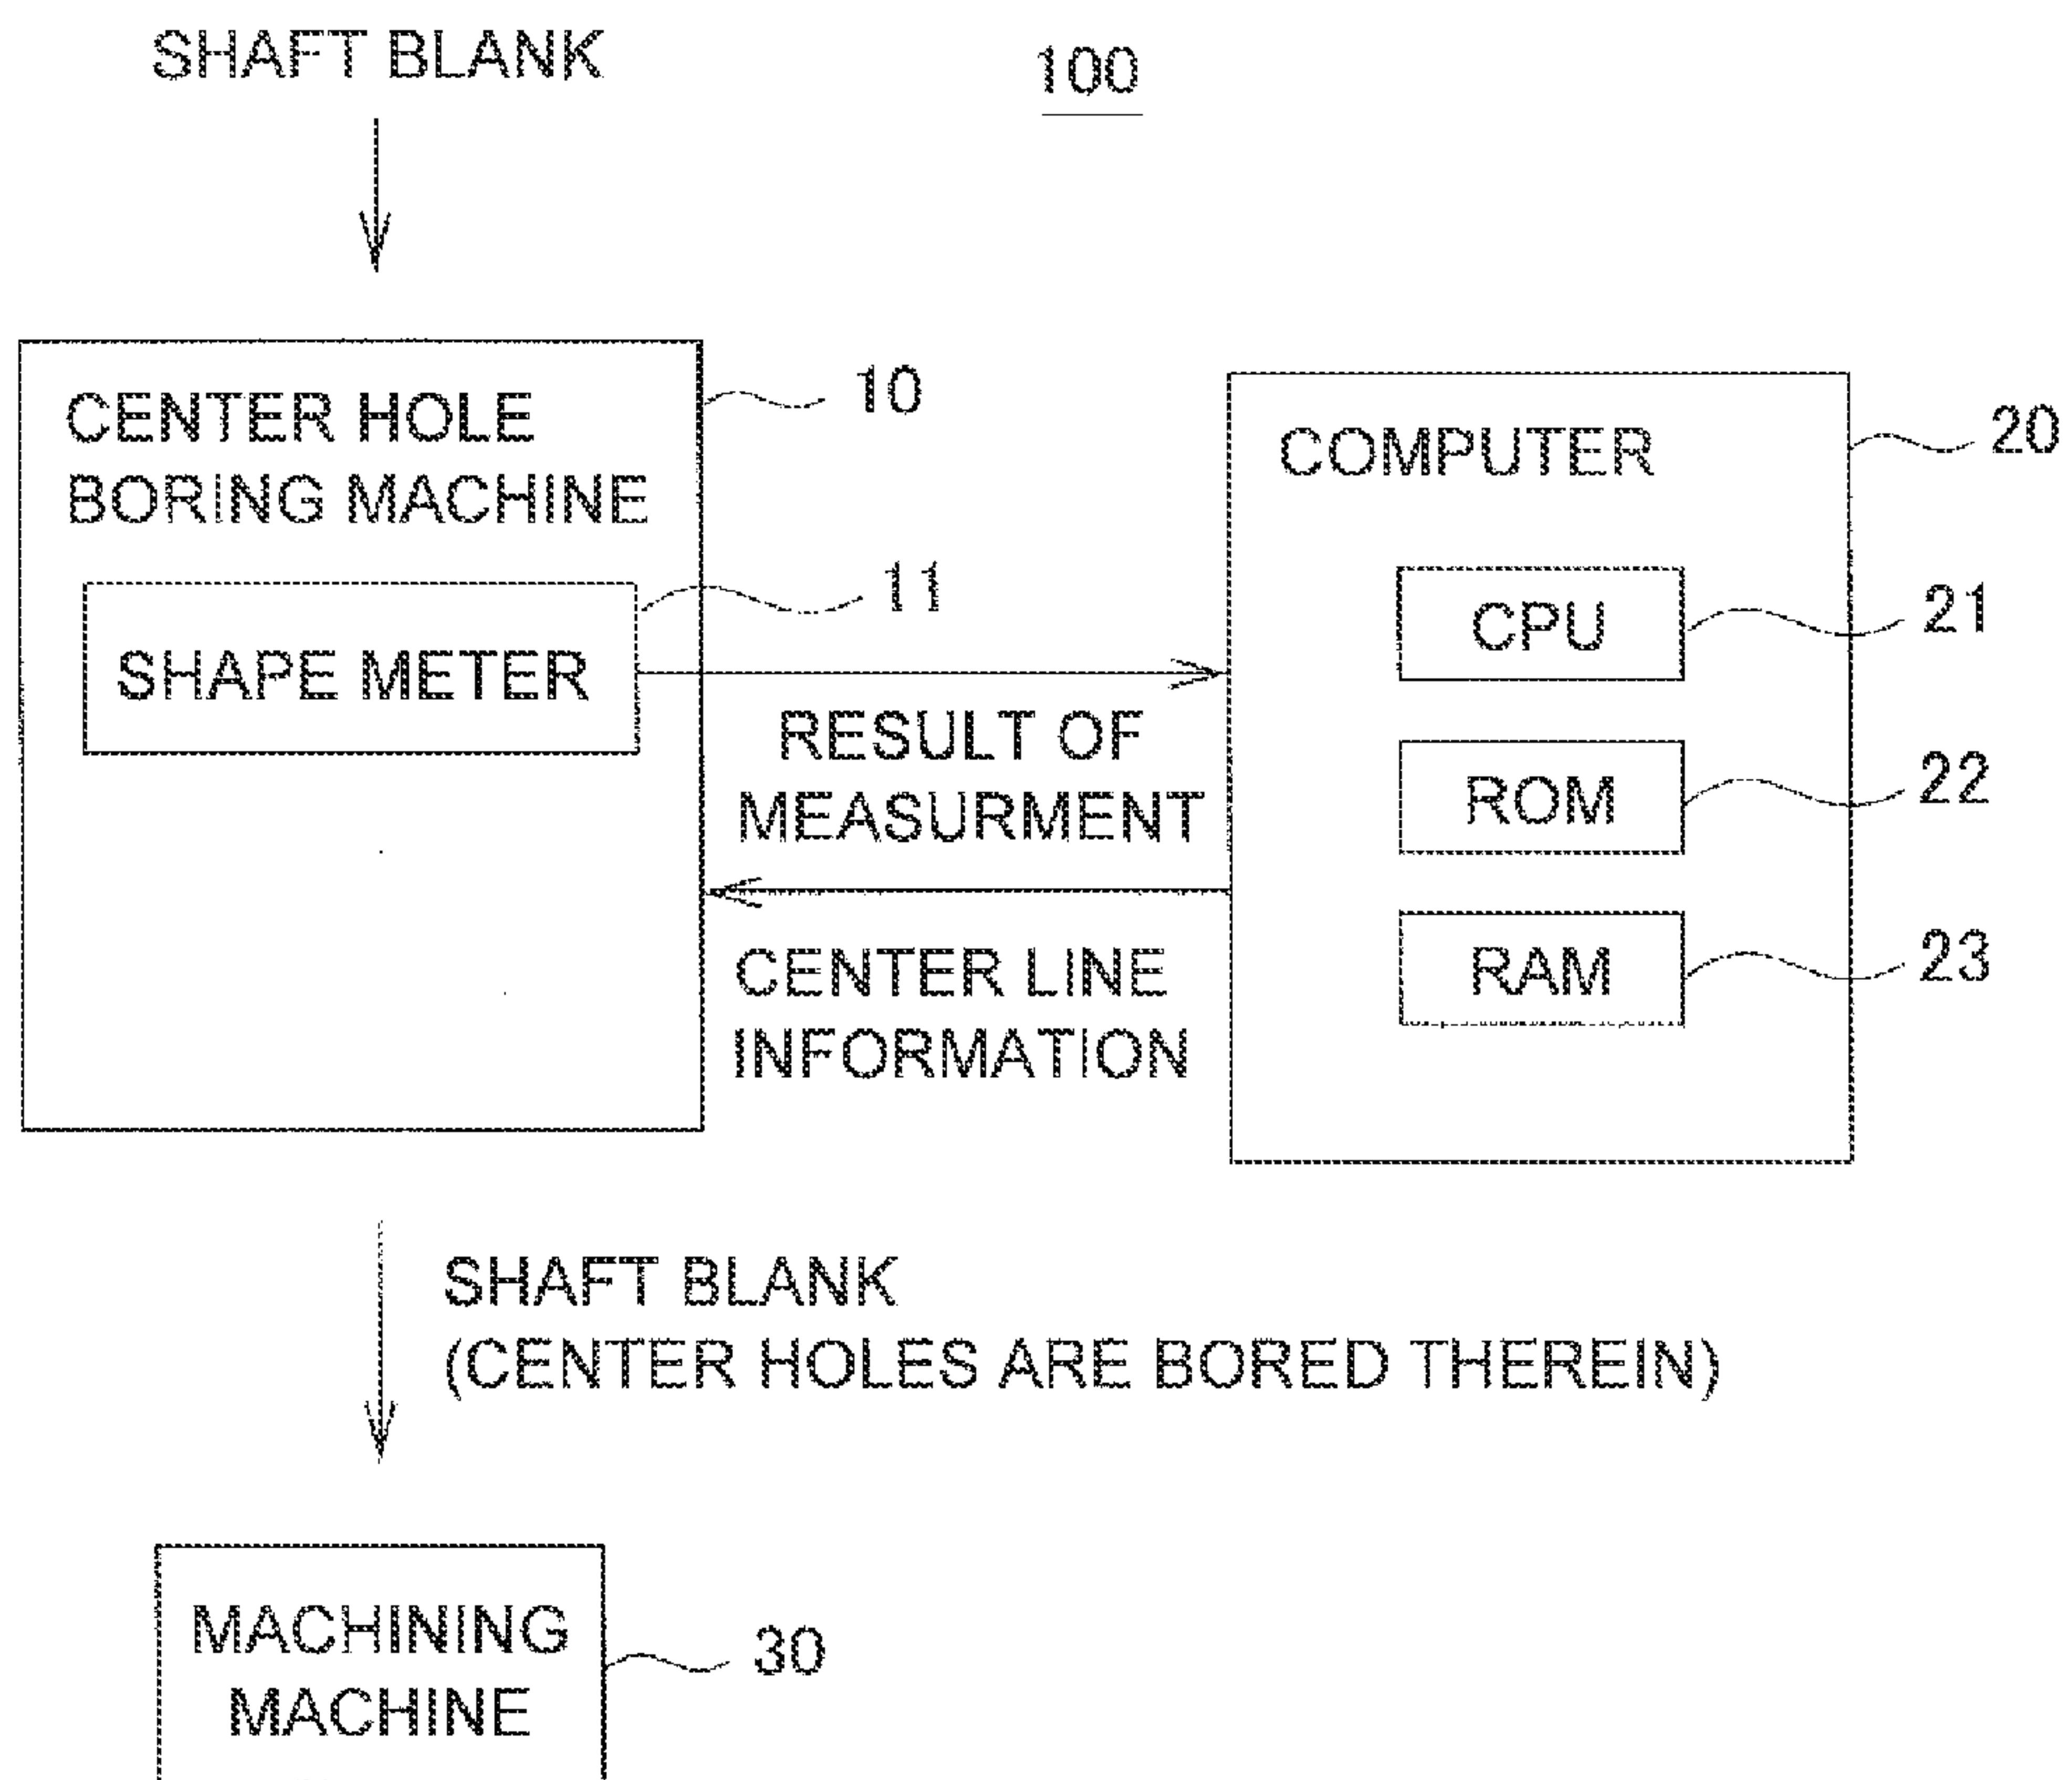 SHAFT BLANK
100
CENTER HOLE
BORING MACHINE
10
SHAPE METER
11
RESULT OF
MEASURMENT
CENTER LINE
INFORMATION
COMPUTER
20
CPU
21
ROM
22
RAM
23
SHAFT BLANK
(CENTER HOLES ARE BORED THEREIN)
MACHINING
MACHINE
30